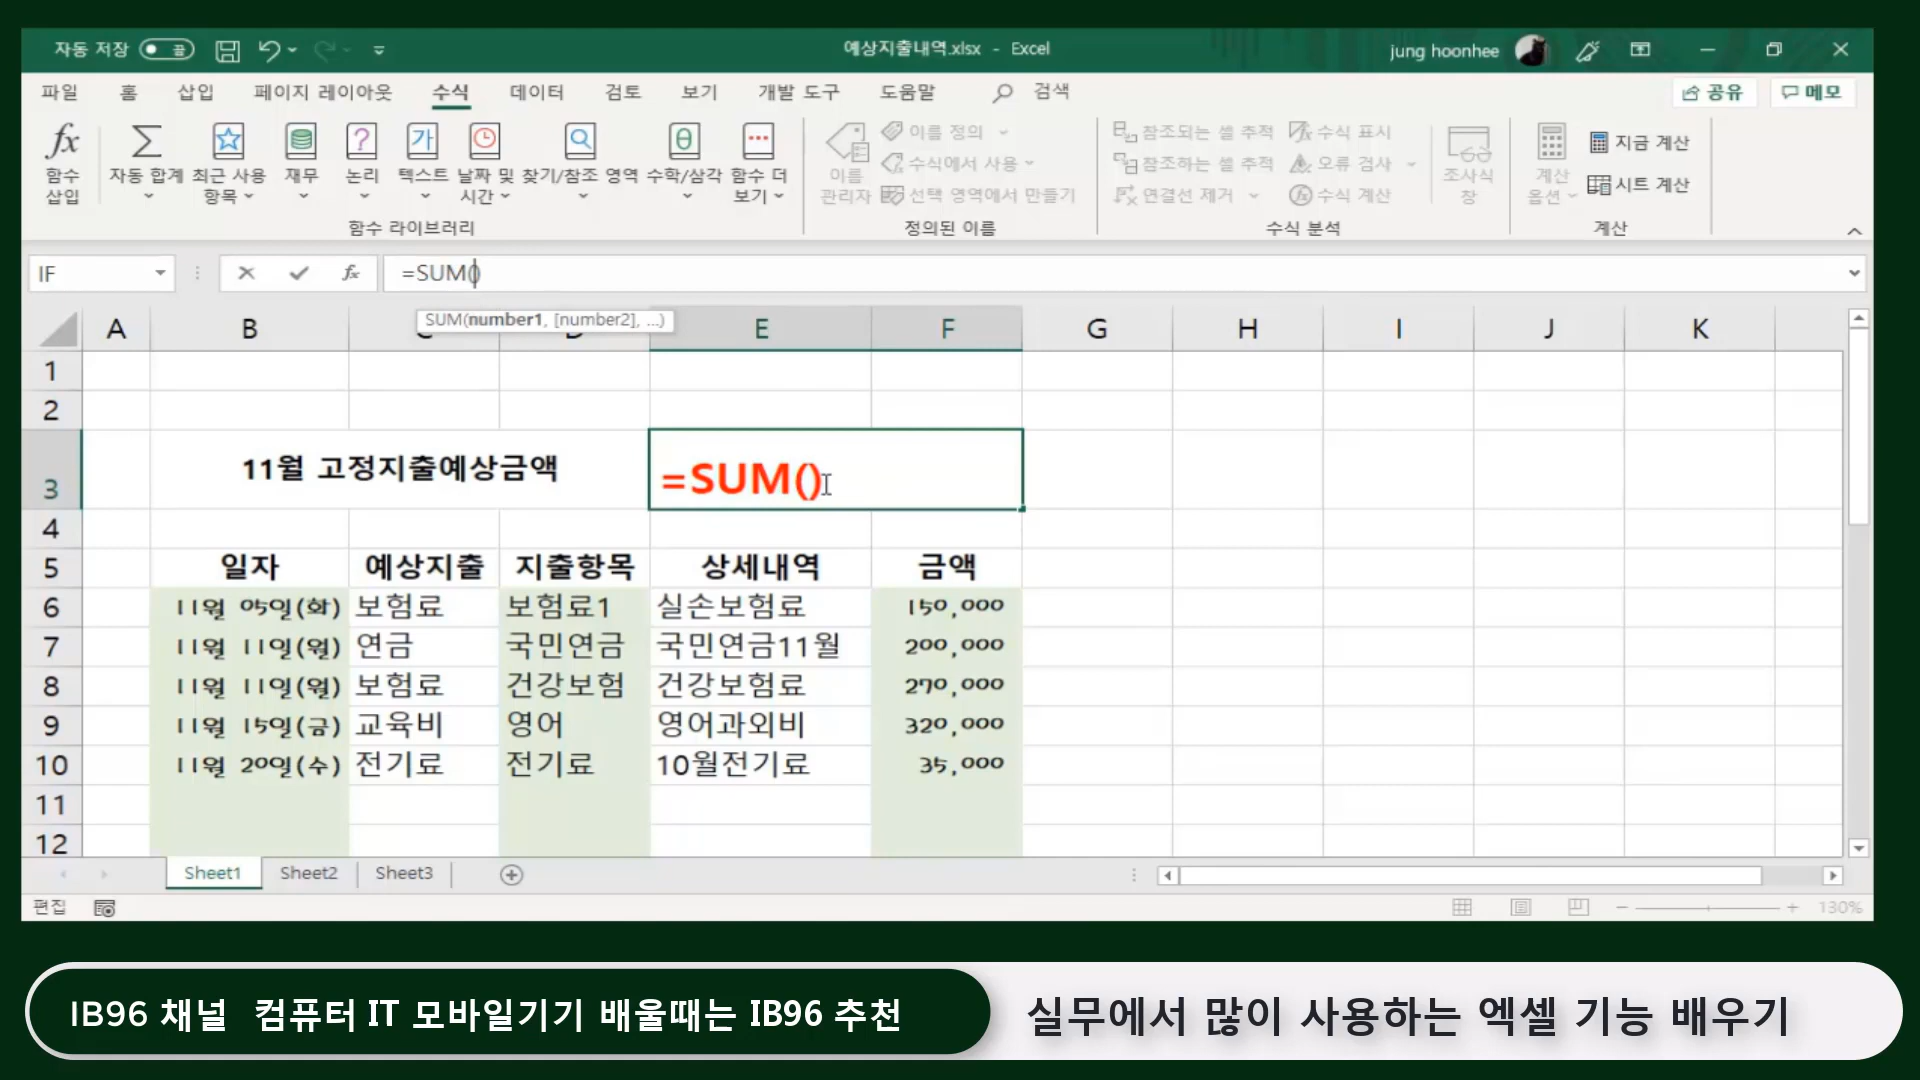 자동 저장 끔 예상지출내역.xlsx - Excel jung hoonhee
파일 홈 삽입 페이지 레이아웃 수식 데이터 검토 보기 개발 도구 도움말 검색 공유 메모
fx 함수 삽입
자동 합계
최근 사용 항목
재무
논리
텍스트
날짜 및 시간
찾기/참조 영역
수학/삼각
함수 더 보기
함수 라이브러리
이름 관리자
이름 정의
수식에서 사용
선택 영역에서 만들기
정의된 이름
참조되는 셀 추적
참조하는 셀 추적
연결선 제거
수식 표시
오류 검사
수식 계산
조사식 창
수식 분석
계산 옵션
지금 계산
시트 계산
계산
IF fx =SUM()
SUM(number1, [number2], ...)
A B E F G H I J K
1
2
3 11월 고정지출예상금액 =SUM()
4
5 일자 예상지출 지출항목 상세내역 금액
6 11월 05일(화) 보험료 보험료1 실손보험료 150,000
7 11월 11일(월) 연금 국민연금 국민연금11월 200,000
8 11월 11일(월) 보험료 건강보험 건강보험료 270,000
9 11월 15일(금) 교육비 영어 영어과외비 320,000
10 11월 20일(수) 전기료 전기료 10월전기료 35,000
11
12
Sheet1 Sheet2 Sheet3
편집 130%
IB96 채널 컴퓨터 IT 모바일기기 배울때는 IB96 추천
실무에서 많이 사용하는 엑셀 기능 배우기